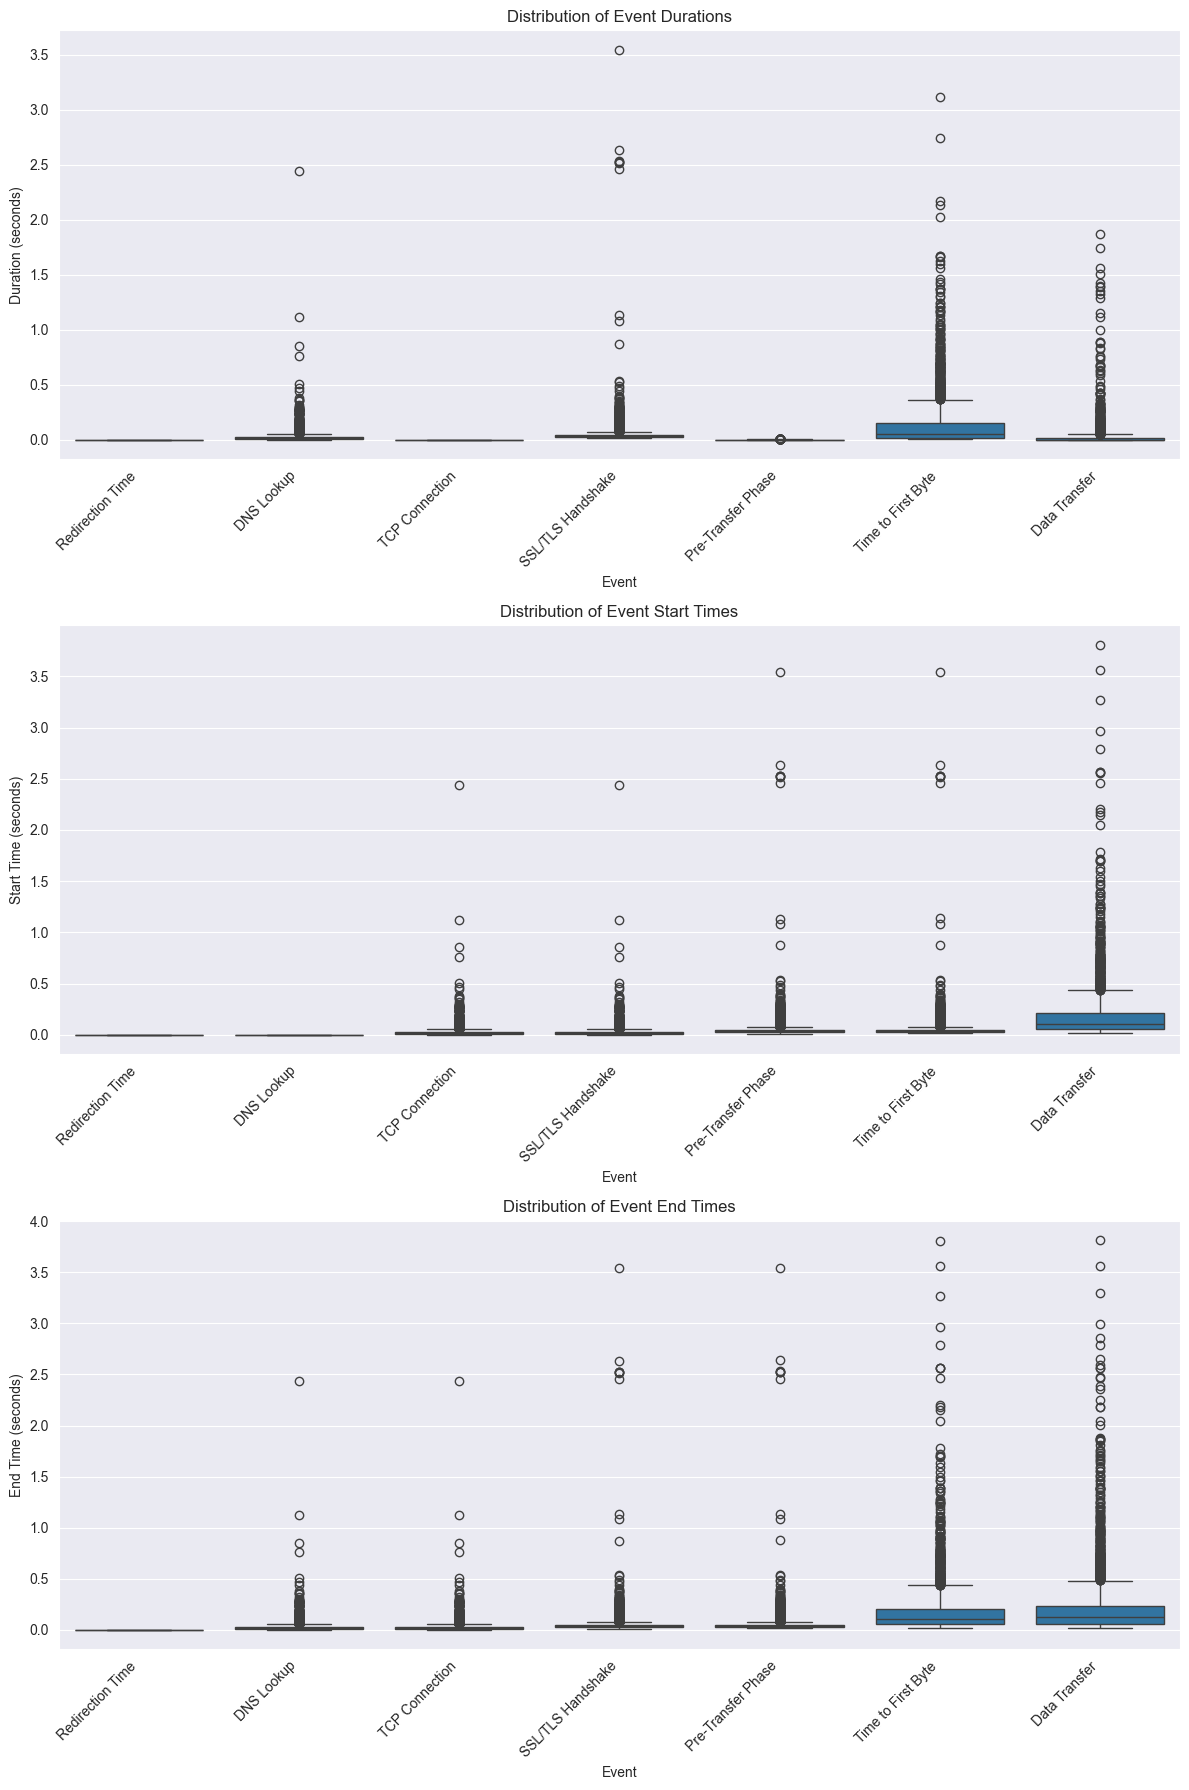 Distribution of Event Durations
3.5
3.0
2.5
2.0
1.5
1.0
0.5
0.0
Duration (seconds)
Redirection Time
DNS Lookup
TCP Connection
SSL/TLS Handshake
Pre-Transfer Phase
Time to First Byte
Data Transfer
Event
Distribution of Event Start Times
3.5
3.0
2.5
2.0
1.5
1.0
0.5
0.0
Start Time (seconds)
Redirection Time
DNS Lookup
TCP Connection
SSL/TLS Handshake
Pre-Transfer Phase
Time to First Byte
Data Transfer
Event
Distribution of Event End Times
4.0
3.5
3.0
2.5
2.0
1.5
1.0
0.5
0.0
End Time (seconds)
Redirection Time
DNS Lookup
TCP Connection
SSL/TLS Handshake
Pre-Transfer Phase
Time to First Byte
Data Transfer
Event